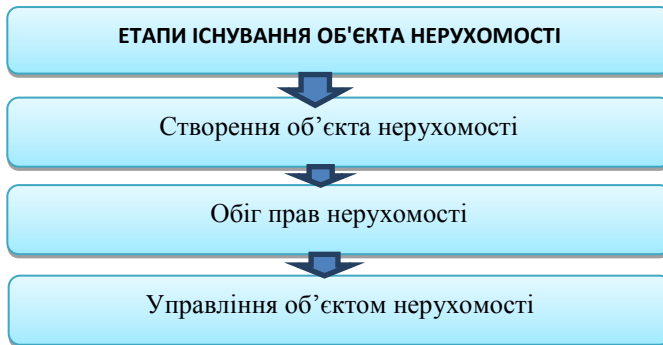 ЕТАПИ ІСНУВАННЯ ОБ'ЄКТА НЕРУХОМОСТІ
Створення об’єкта нерухомості
Обіг прав нерухомості
Управління об’єктом нерухомості